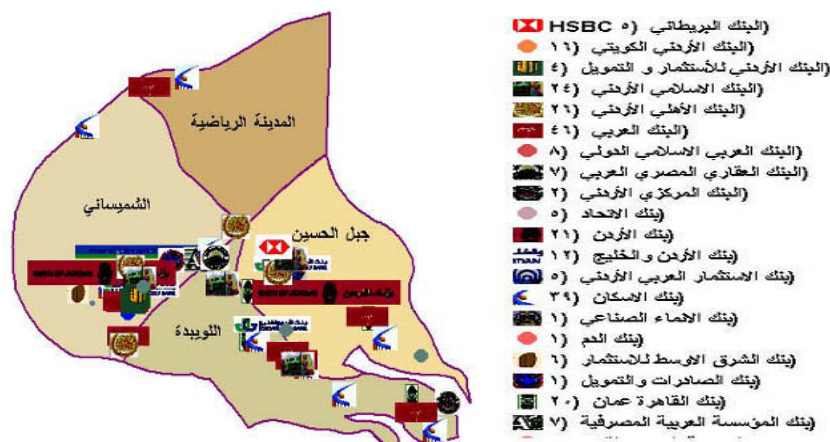 المدينة الرياضية
الشميساني
جبل الحسين
اللويبدة
البنك البريطاني (٥ HSBC
(البنك الأردني الكويتي (١٦
(البنك الأردني للأستثمار و التمويل (٤
(البنك الاسلامي الأردني (٢٤
(البنك الأهلي الأردني (٢٦
(البنك العربي (٤٦
(البنك العربي الاسلامي الدولي (٨
(البنك العقاري المصري العربي (٧
(البنك المركزي الأردني (٢
(بنك الاتحاد (٥
(بنك الأردن (٢١
(بنك الأردن و الخليج (١٢
(بنك الاستثمار العربي الأردني (٥
(بنك الاسكان (٣٩
(بنك الانماء الصناعي (١
(بنك الدم (١
(بنك الشرق الاوسط للاستثمار (٦
(بنك الصادرات والتمويل (١
(بنك القاهرة عمان (٢٠
(بنك المؤسسة العربية المصرفية (٧